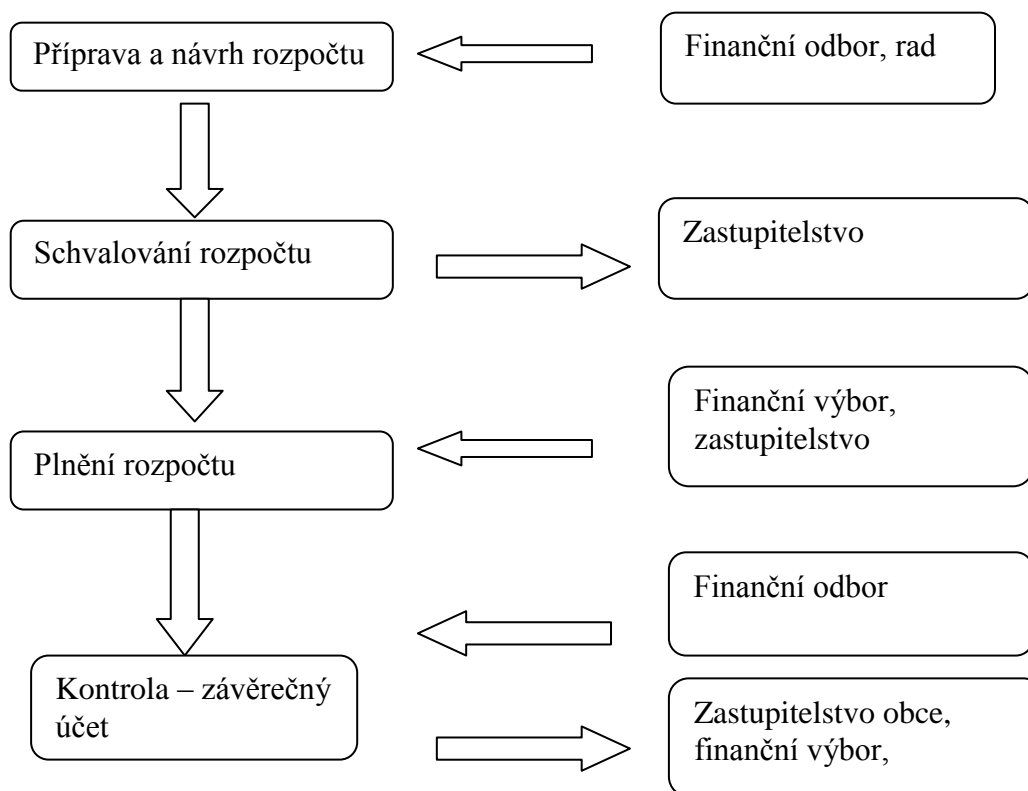 Příprava a návrh rozpočtu
Finanční odbor, rad
Schvalování rozpočtu
Zastupitelstvo
Finanční výbor,
zastupitelstvo
Plnění rozpočtu
Finanční odbor
Kontrola – závěrečný
účet
Zastupitelstvo obce,
finanční výbor,